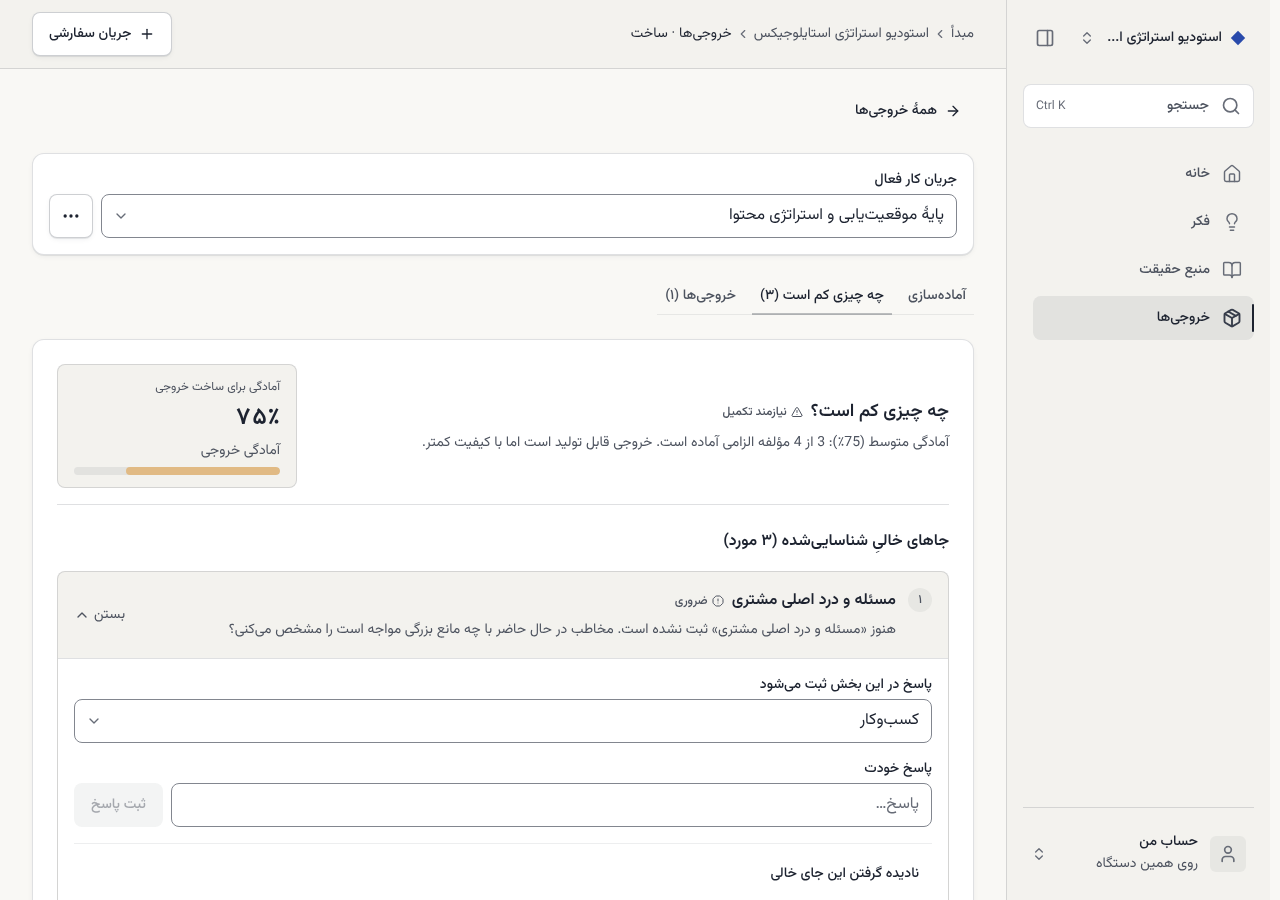 استودیو استراتژی ا...
جستجو
Ctrl K
خانه
فکر
منبع حقیقت
خروجی‌ها
حساب من
روی همین دستگاه
مبدأ › استودیو استراتژی استایلوجیکس › خروجی‌ها · ساخت
جریان سفارشی
همهٔ خروجی‌ها
جریان کار فعال
پایهٔ موقعیت‌یابی و استراتژی محتوا
آماده‌سازی
چه چیزی کم است (۳)
خروجی‌ها (۱)
چه چیزی کم است؟ نیازمند تکمیل
آمادگی متوسط (75٪): 3 از 4 مؤلفه الزامی آماده است. خروجی قابل تولید است اما با کیفیت کمتر.
آمادگی برای ساخت خروجی
۷۵٪
آمادگی خروجی
جاهای خالیِ شناسایی‌شده (۳ مورد)
۱
مسئله و درد اصلی مشتری ضروری
هنوز «مسئله و درد اصلی مشتری» ثبت نشده است. مخاطب در حال حاضر با چه مانع بزرگی مواجه است را مشخص می‌کنی؟
بستن
پاسخ در این بخش ثبت می‌شود
کسب‌وکار
پاسخ خودت
پاسخ...
ثبت پاسخ
نادیده گرفتن این جای خالی